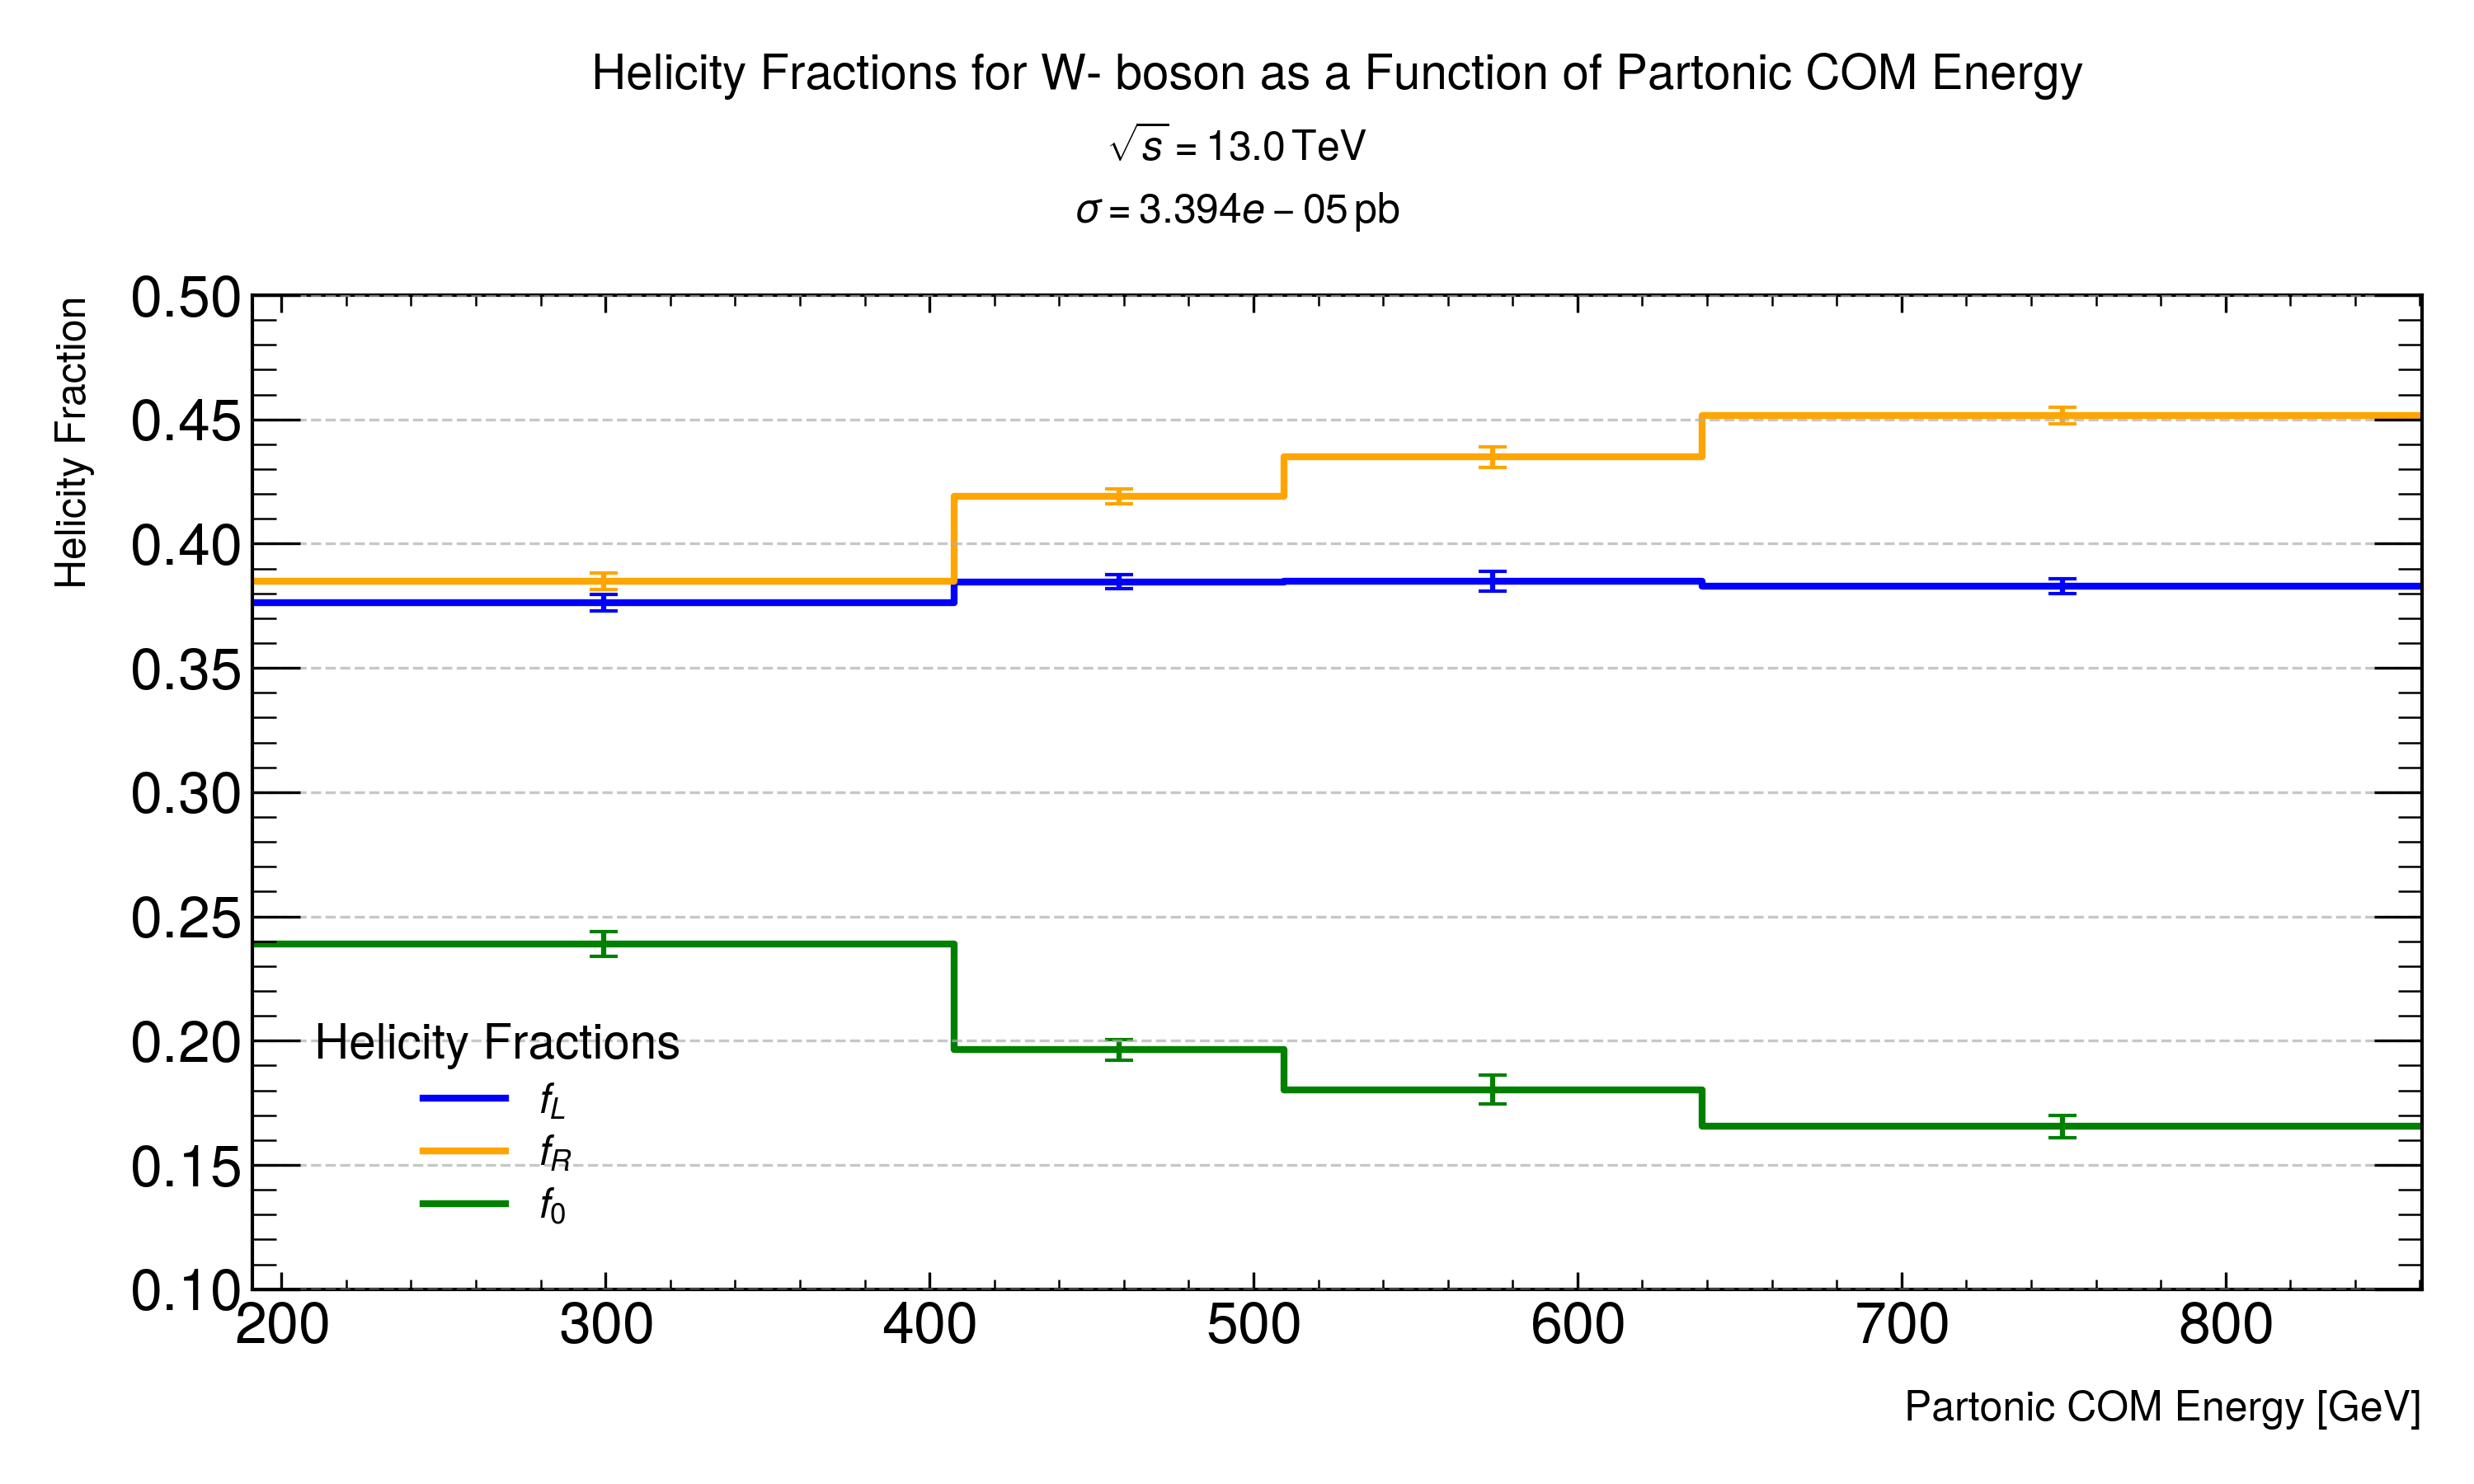 Helicity Fractions for W- boson as a Function of Partonic COM Energy
√s = 13.0 TeV
σ = 3.394e − 05 pb
Helicity Fraction
0.50
0.45
0.40
0.35
0.30
0.25
0.20
0.15
0.10
Helicity Fractions
f_L
f_R
f_0
200 300 400 500 600 700 800
Partonic COM Energy [GeV]